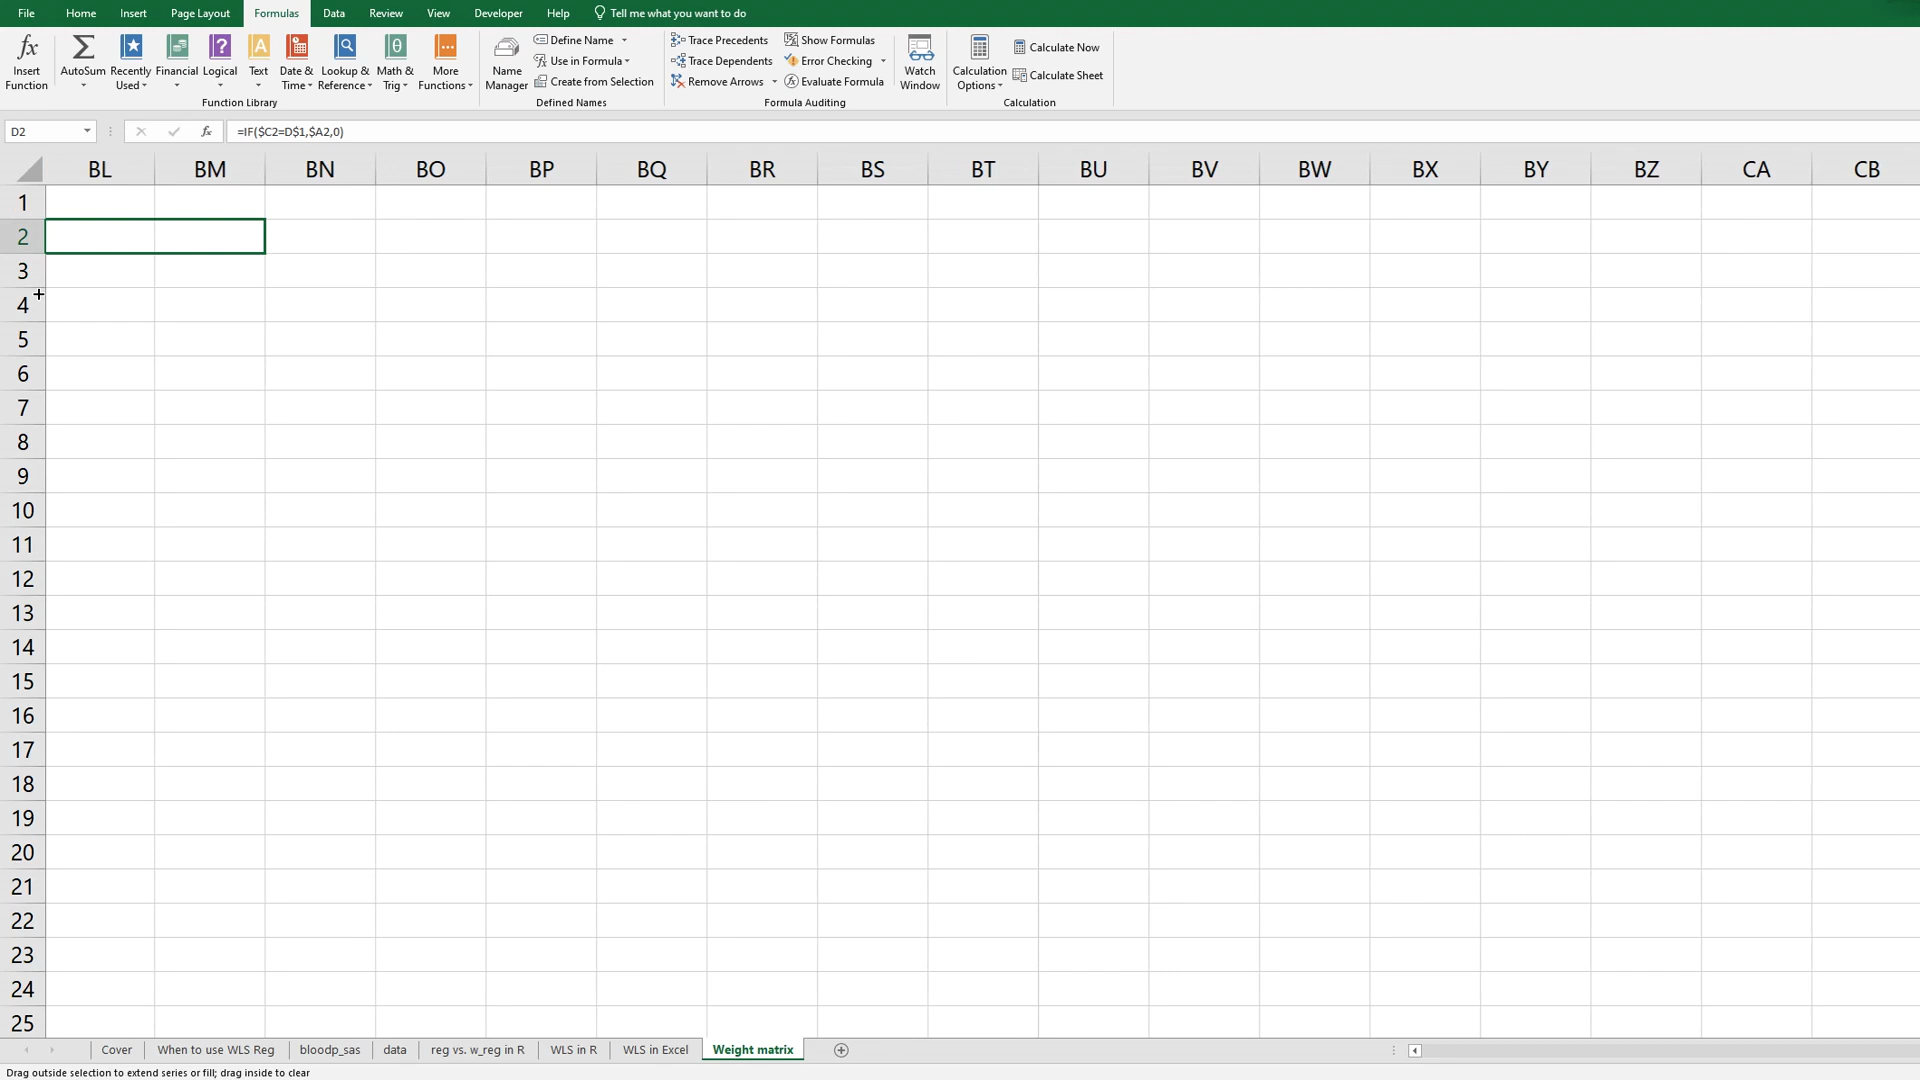 File Home Insert Page Layout Formulas Data Review View Developer Help Tell me what you want to do
fx Insert Function
Σ AutoSum
Recently Used
Financial
Logical
Text
Date & Time
Lookup & Reference
Math & Trig
More Functions
Function Library
Name Manager
Define Name
Use in Formula
Create from Selection
Defined Names
Trace Precedents
Trace Dependents
Remove Arrows
Show Formulas
Error Checking
Evaluate Formula
Formula Auditing
Watch Window
Calculation Options
Calculate Now
Calculate Sheet
Calculation
D2 fx =IF($C2=D$1,$A2,0)
BL BM BN BO BP BQ BR BS BT BU BV BW BX BY BZ CA CB
1
2
3
4
5
6
7
8
9
10
11
12
13
14
15
16
17
18
19
20
21
22
23
24
25
Cover When to use WLS Reg bloodp_sas data reg vs. w_reg in R WLS in R WLS in Excel Weight matrix
Drag outside selection to extend series or fill; drag inside to clear